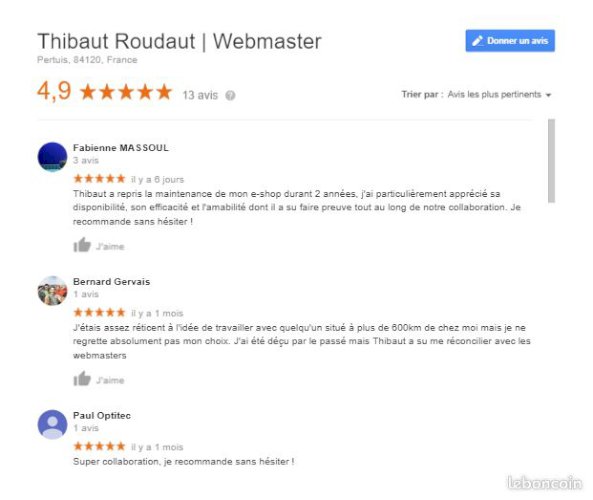 Thibaut Roudaut | Webmaster
Donner un avis
Pertuis, 84120, France
4,9 13 avis ?
Trier par : Avis les plus pertinents
Fabienne MASSOUL
3 avis
il y a 6 jours
Thibaut a repris la maintenance de mon e-shop durant 2 années, j'ai particulièrement apprécié sa
disponibilité, son efficacité et l'amabilité dont il a su faire preuve tout au long de notre collaboration. Je
recommande sans hésiter !
J'aime
Bernard Gervais
1 avis
il y a 1 mois
J'étais assez réticent à l'idée de travailler avec quelqu'un situé à plus de 600km de chez moi mais je ne
regrette absolument pas mon choix. J'ai été déçu par le passé mais Thibaut a su me réconcilier avec les
webmasters
J'aime
Paul Optitec
1 avis
il y a 1 mois
Super collaboration, je recommande sans hésiter !
leboncoin